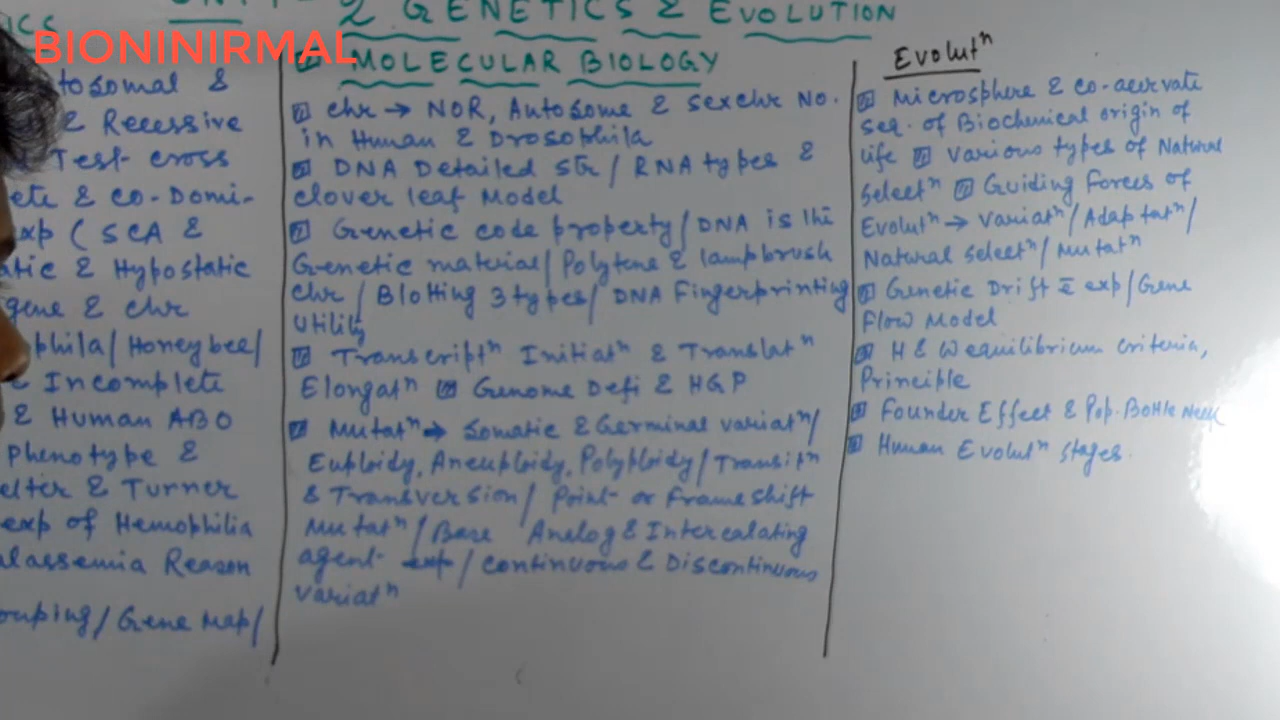 ICS
UNIT - 2 GENETICS & EVOLUTION
BIONINIRMAL
tosomal &
& Recessive
Test cross
ete & co-Domi-
exp ( SCA &
atic & Hypostatic
gene & chr
phila/Honeybee/
Incomplete
& Human ABO
Phenotype &
elter & Turner
exp of Hemophilia
alassemia Reason
ouping/Gene Map/
MOLECULAR BIOLOGY
chr → NOR, Autosome & Sexchr No.
in Human & Drosophila
DNA Detailed Str/ RNA types &
clover leaf Model
Genetic code property/DNA is the
Genetic material/Polytene & lampbrush
chr/Blotting 3 types/ DNA Fingerprinting
utility
Transcriptⁿ Initiatⁿ & Translatⁿ
Elongatⁿ Genome Defi & HGP
Mutatⁿ → Somatic & Germinal variatⁿ/
Euploidy, Aneuploidy, Polyploidy/Transitⁿ
& Transversion/ Point or Frame shift
Mutatⁿ/Base Analog & Intercalating
agent exp/continuous & Discontinuous
variatⁿ
Evolutⁿ
Microsphere & co-acervate
seq. of Biochemical origin of
life Various types of Natural
Selectⁿ Guiding Forces of
Evolutⁿ → variatⁿ/Adaptatⁿ/
Natural Selectⁿ/Mutatⁿ
Genetic Drift c̄ exp/Gene
Flow Model
H & W equilibrium criteria,
Principle
Founder Effect & Pop. Bottle Neck
Human Evolutⁿ Stages.